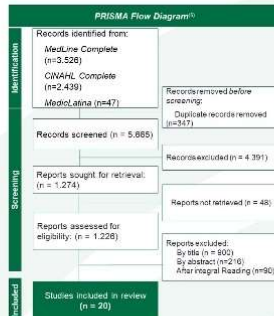 PRISMA Flow Diagram⁽⁵⁾
Identification
Records identified from:
MedLine Complete
(n=3.526)
CINAHL Complete
(n=2.439)
MedicLatina (n=47)
Records removed before
screening:
Duplicate records removed
(n=347)
Screening
Records screened (n = 5.665)
Records excluded (n = 4.391)
Reports sought for retrieval:
(n = 1.274)
Reports not retrieved (n = 48)
Reports assessed for
eligibility: (n = 1.226)
Reports excluded:
By title (n = 900)
By abstract (n=216)
After integral Reading (n=90)
Included
Studies included in review
(n = 20)